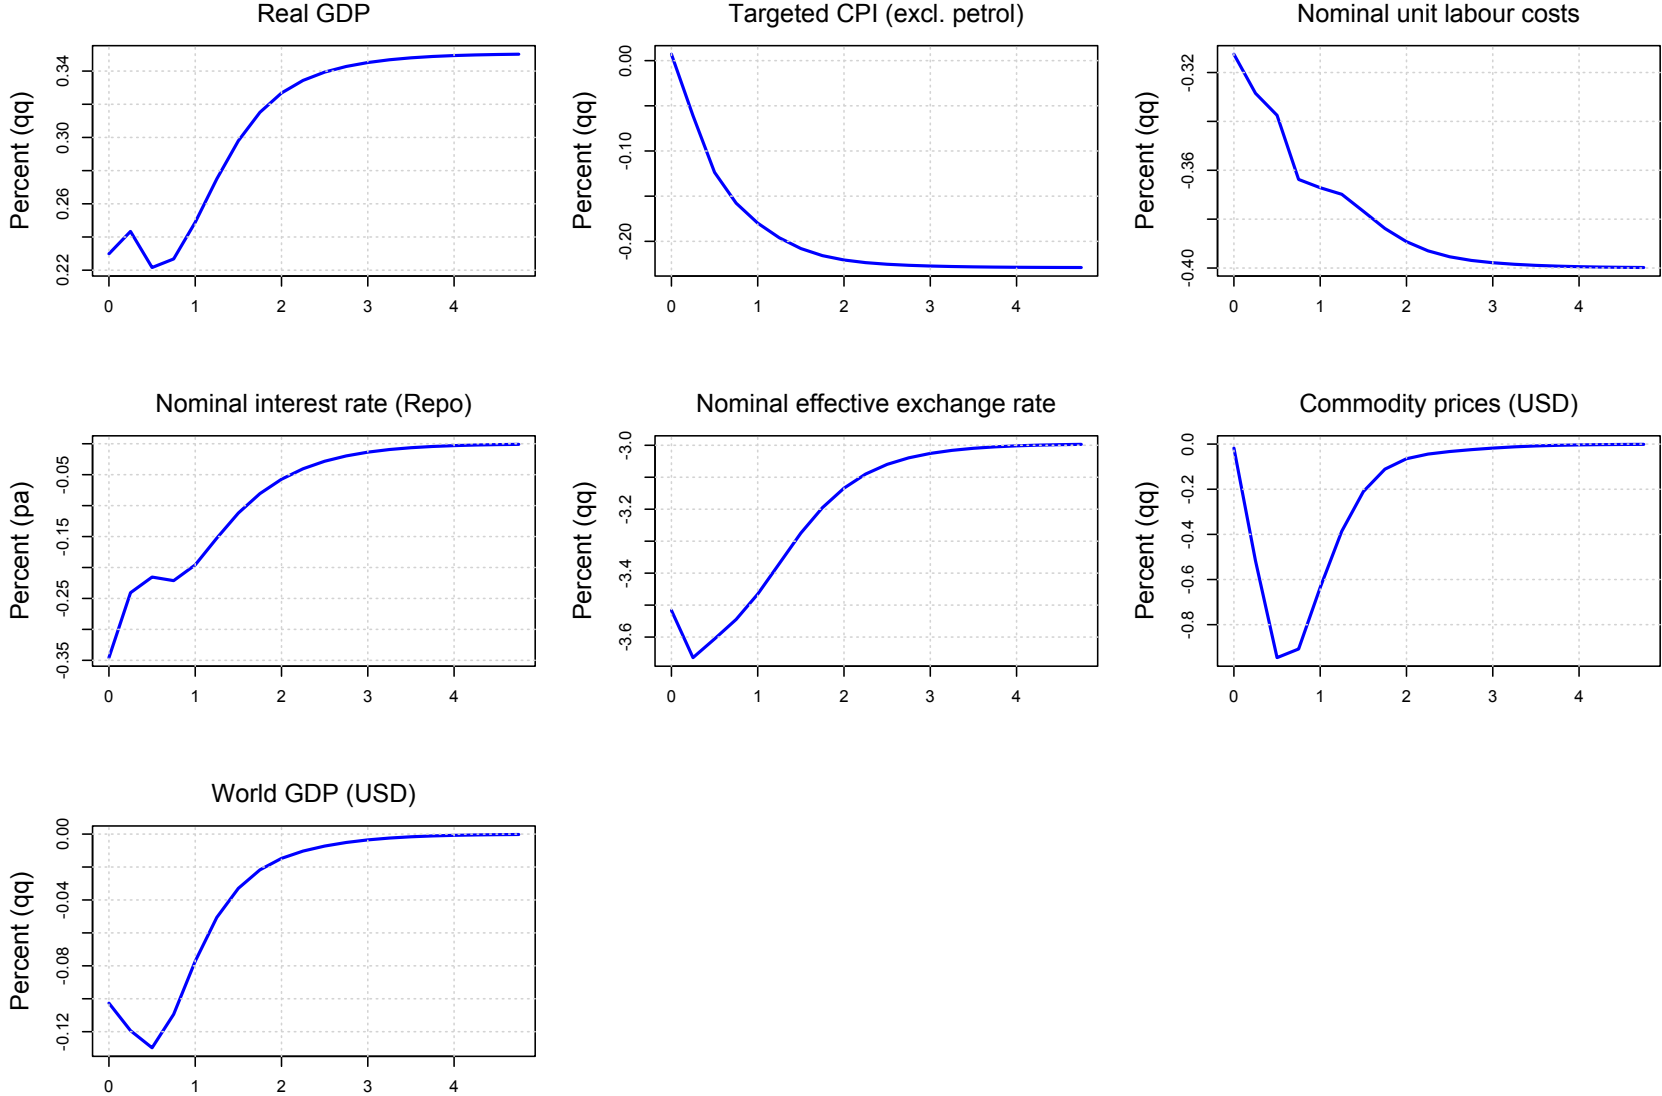 Real GDP
Percent (qq)
0.22 0.26 0.30 0.34
0 1 2 3 4
Targeted CPI (excl. petrol)
Percent (qq)
-0.20 -0.10 0.00
0 1 2 3 4
Nominal unit labour costs
Percent (qq)
-0.40 -0.36 -0.32
0 1 2 3 4
Nominal interest rate (Repo)
Percent (pa)
-0.35 -0.25 -0.15 -0.05
0 1 2 3 4
Nominal effective exchange rate
Percent (qq)
-3.6 -3.4 -3.2 -3.0
0 1 2 3 4
Commodity prices (USD)
Percent (qq)
-0.8 -0.6 -0.4 -0.2 0.0
0 1 2 3 4
World GDP (USD)
Percent (qq)
-0.12 -0.08 -0.04 0.00
0 1 2 3 4